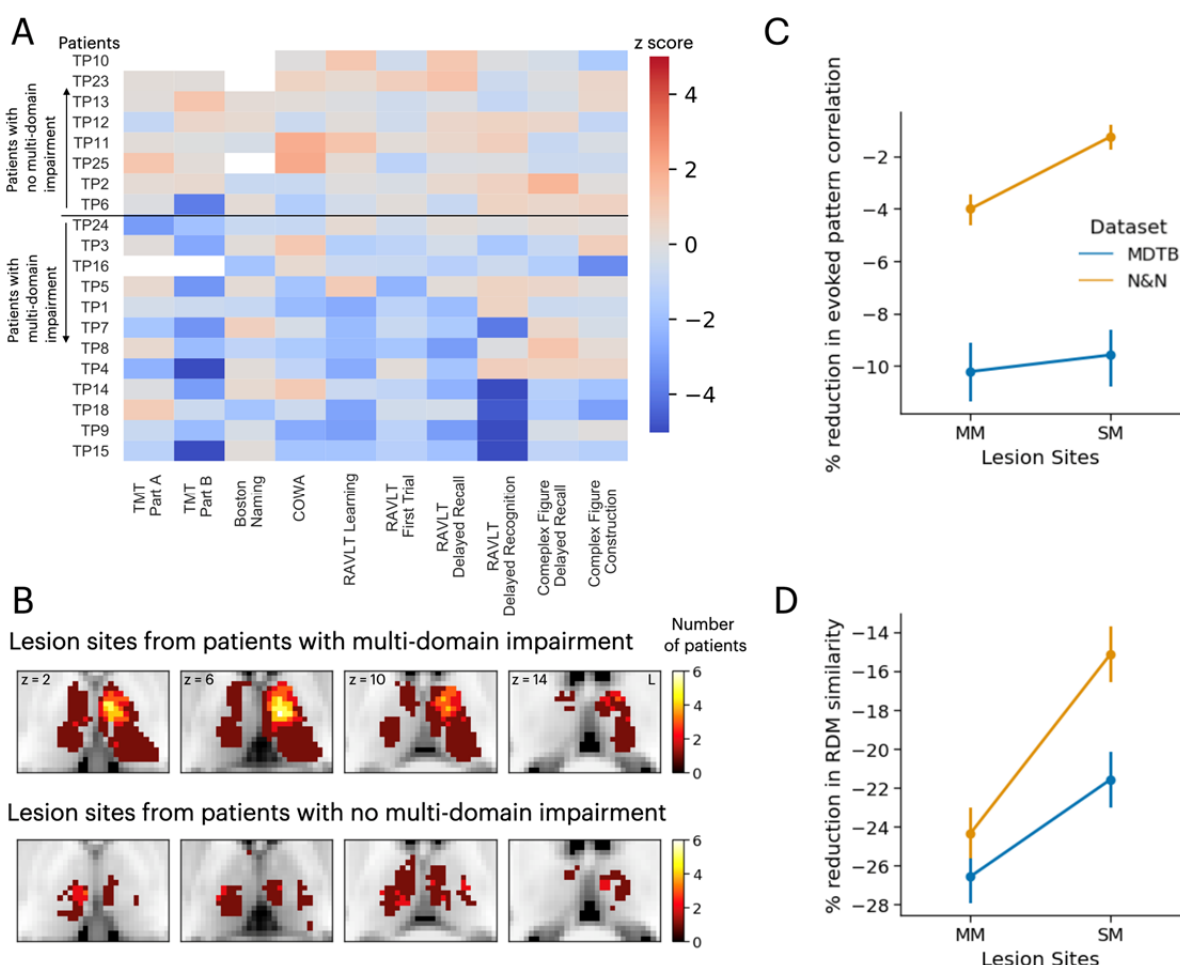 A
Patients
z score
TP10
TP23
TP13
TP12
TP11
TP25
TP2
TP6
TP24
TP3
TP16
TP5
TP1
TP7
TP8
TP4
TP14
TP18
TP9
TP15
Patients with
no multi-domain
impairment
Patients with
multi-domain
impairment
4
2
0
−2
−4
TMT
Part A
TMT
Part B
Boston
Naming
COWA
RAVLT Learning
RAVLT
First Trial
RAVLT
Delayed Recall
RAVLT
Delayed Recognition
Comeplex Figure
Delayed Recall
Complex Figure
Construction
B
Lesion sites from patients with multi-domain impairment
Number
of patients
z = 2
z = 6
z = 10
z = 14
L
6
4
2
0
Lesion sites from patients with no multi-domain impairment
6
4
2
0
C
% reduction in evoked pattern correlation
−2
−4
−6
−8
−10
Dataset
MDTB
N&N
MM
SM
Lesion Sites
D
% reduction in RDM similarity
−14
−16
−18
−20
−22
−24
−26
−28
MM
SM
Lesion Sites